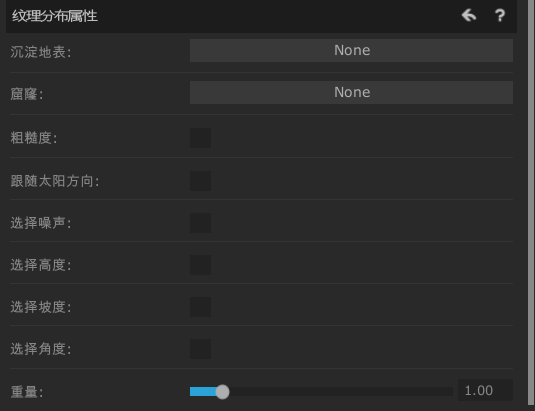 纹理分布属性 ?
沉淀地表: None
窟窿: None
粗糙度:
跟随太阳方向:
选择噪声:
选择高度:
选择坡度:
选择角度:
重量: 1.00